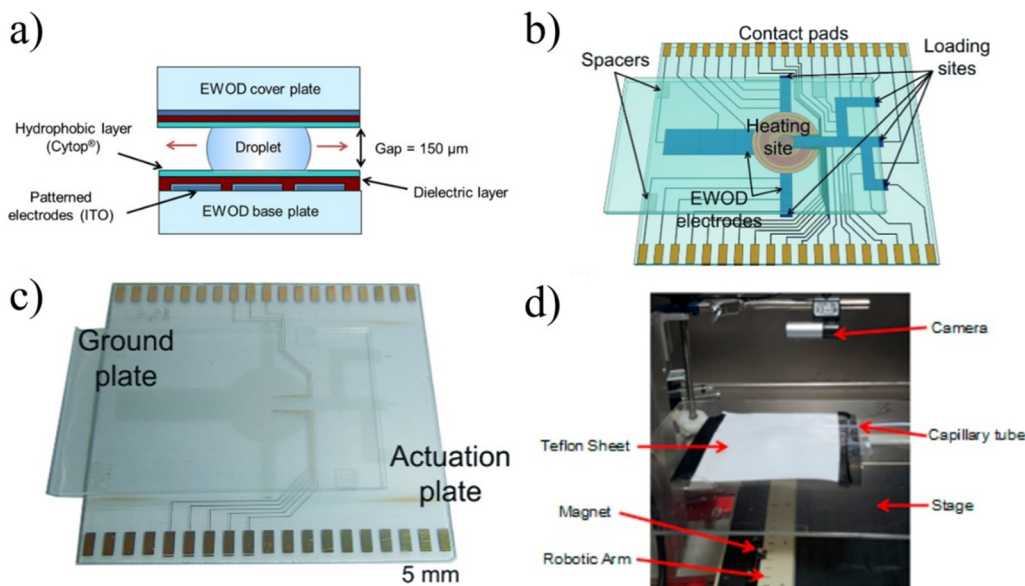 a)
EWOD cover plate
Hydrophobic layer
(Cytop®)
Droplet
Gap = 150 µm
Patterned
electrodes (ITO)
Dielectric layer
EWOD base plate
b)
Contact pads
Spacers
Loading
sites
Heating
site
EWOD
electrodes
c)
Ground
plate
Actuation
plate
5 mm
d)
Camera
Teflon Sheet
Capillary tube
Magnet
Stage
Robotic Arm